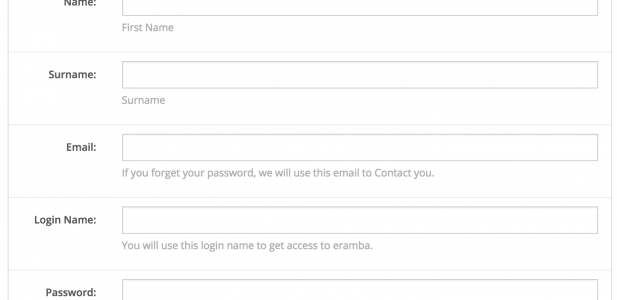 Name:
First Name
Surname:
Surname
Email:
If you forget your password, we will use this email to Contact you.
Login Name:
You will use this login name to get access to eramba.
Password: